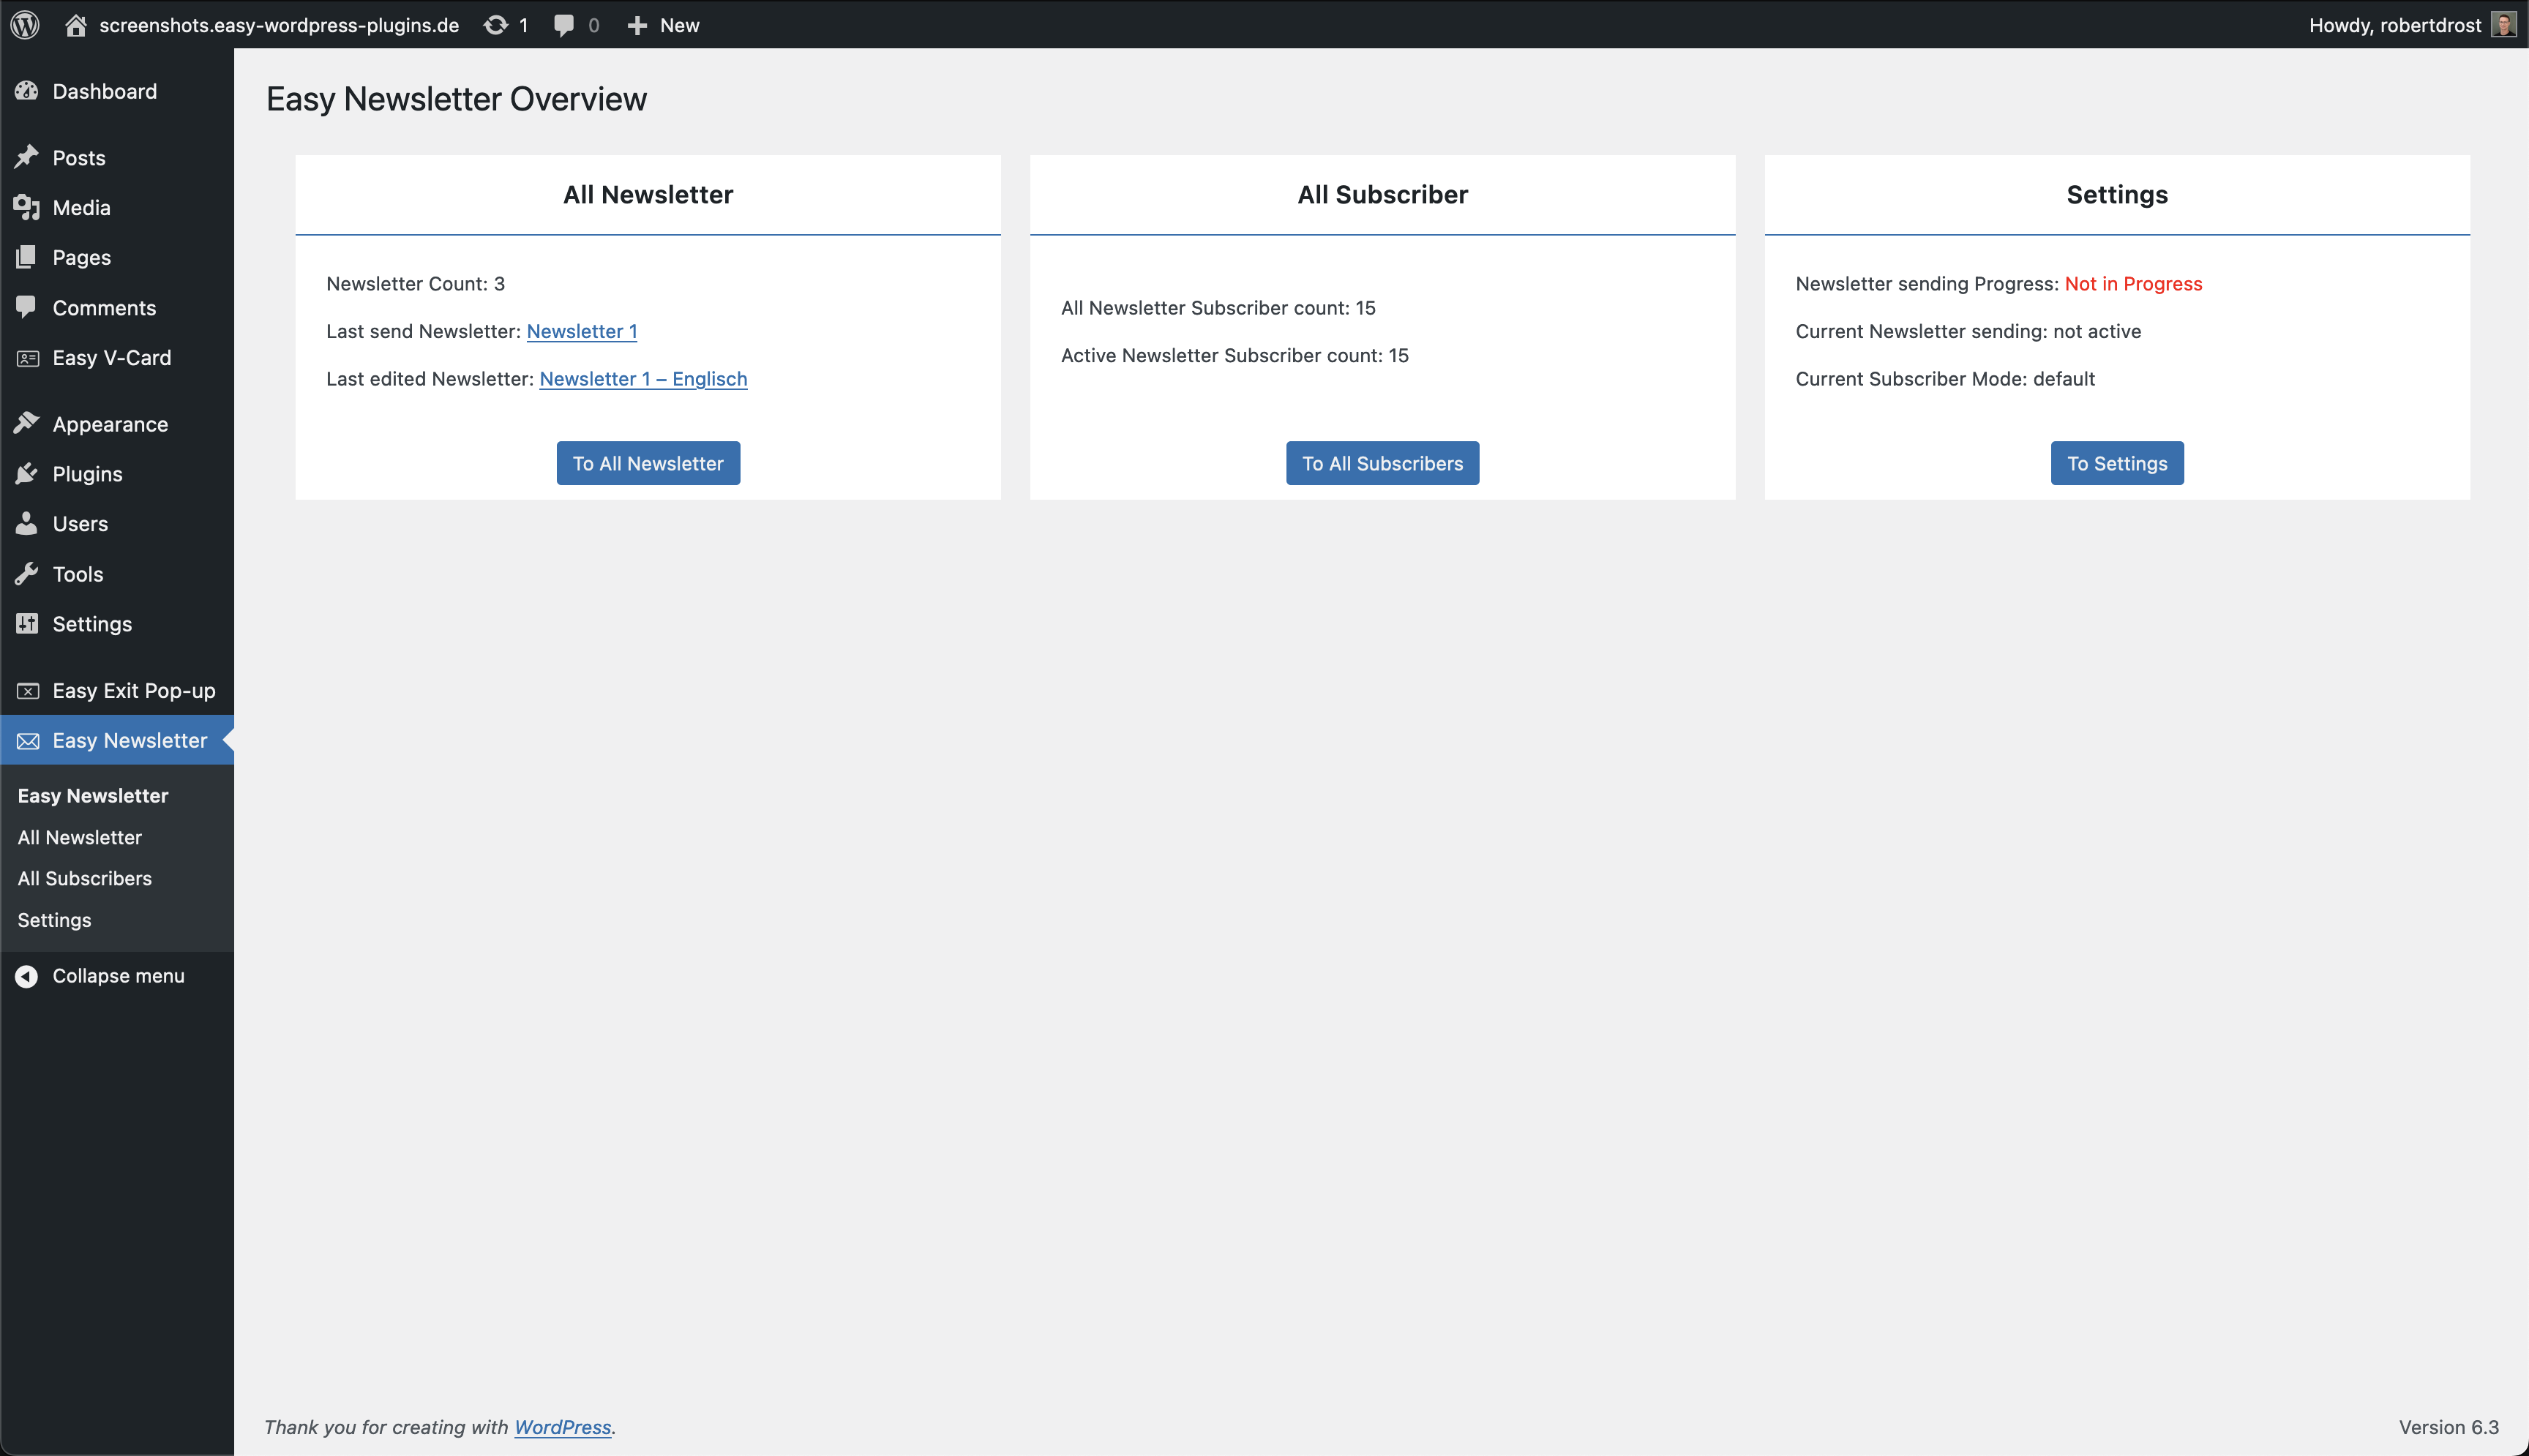 screenshots.easy-wordpress-plugins.de 1 0 New Howdy, robertdrost
Dashboard
Posts
Media
Pages
Comments
Easy V-Card
Appearance
Plugins
Users
Tools
Settings
Easy Exit Pop-up
Easy Newsletter
Easy Newsletter
All Newsletter
All Subscribers
Settings
Collapse menu
Easy Newsletter Overview
All Newsletter
Newsletter Count: 3
Last send Newsletter: Newsletter 1
Last edited Newsletter: Newsletter 1 – Englisch
To All Newsletter
All Subscriber
All Newsletter Subscriber count: 15
Active Newsletter Subscriber count: 15
To All Subscribers
Settings
Newsletter sending Progress: Not in Progress
Current Newsletter sending: not active
Current Subscriber Mode: default
To Settings
Thank you for creating with WordPress.
Version 6.3